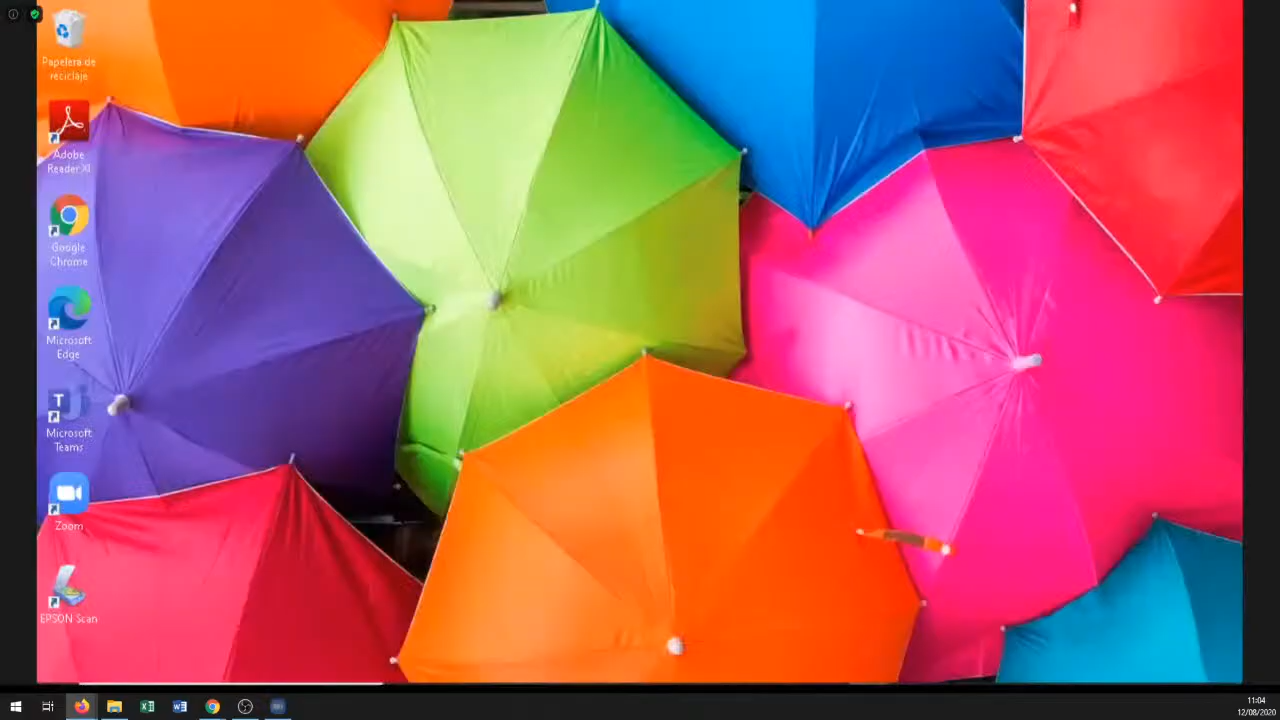 Papelera de
reciclaje
Adobe
Reader XI
Google
Chrome
Microsoft
Edge
Microsoft
Teams
Zoom
EPSON Scan
11:04
12/08/2020